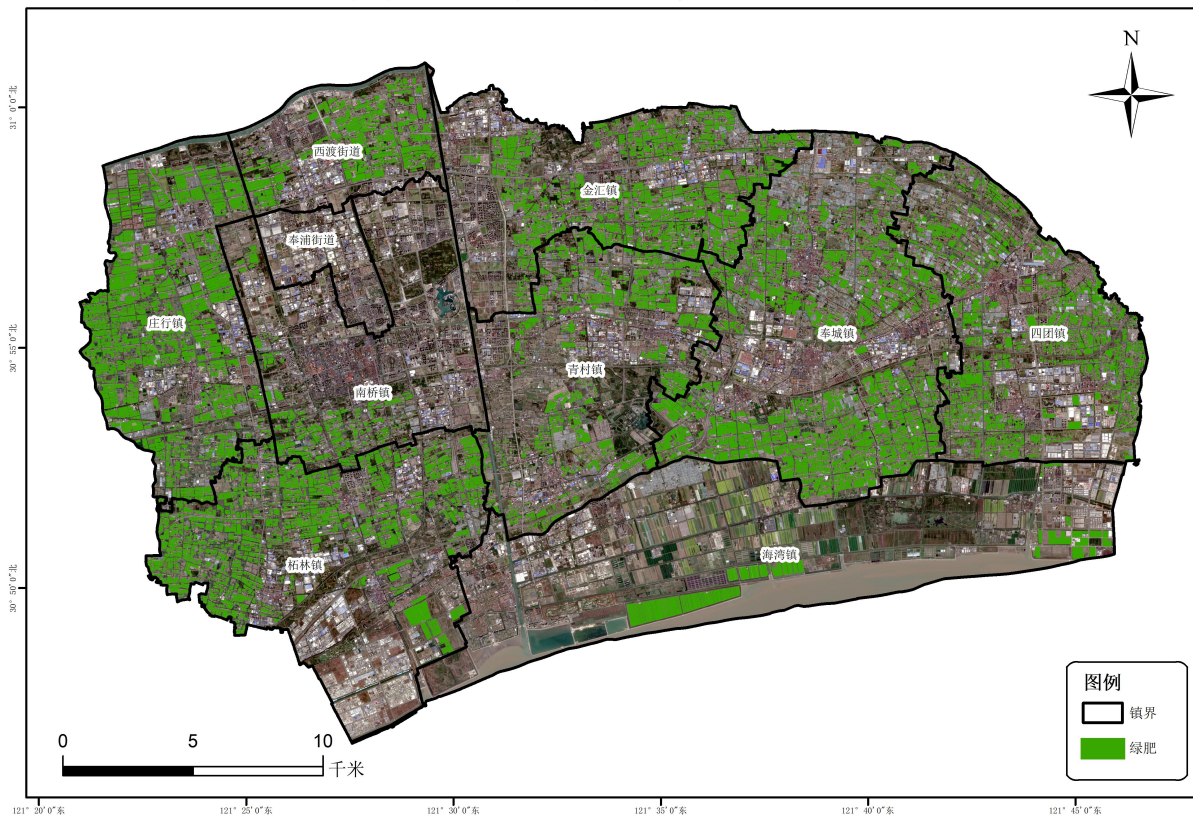 N
31° 0′0″北
西渡街道
金汇镇
奉浦街道
庄行镇
奉城镇
四团镇
30° 55′0″北
青村镇
南桥镇
海湾镇
柘林镇
30° 50′0″北
图例
镇界
绿肥
0 5 10
千米
121° 20′0″东 121° 25′0″东 121° 30′0″东 121° 35′0″东 121° 40′0″东 121° 45′0″东